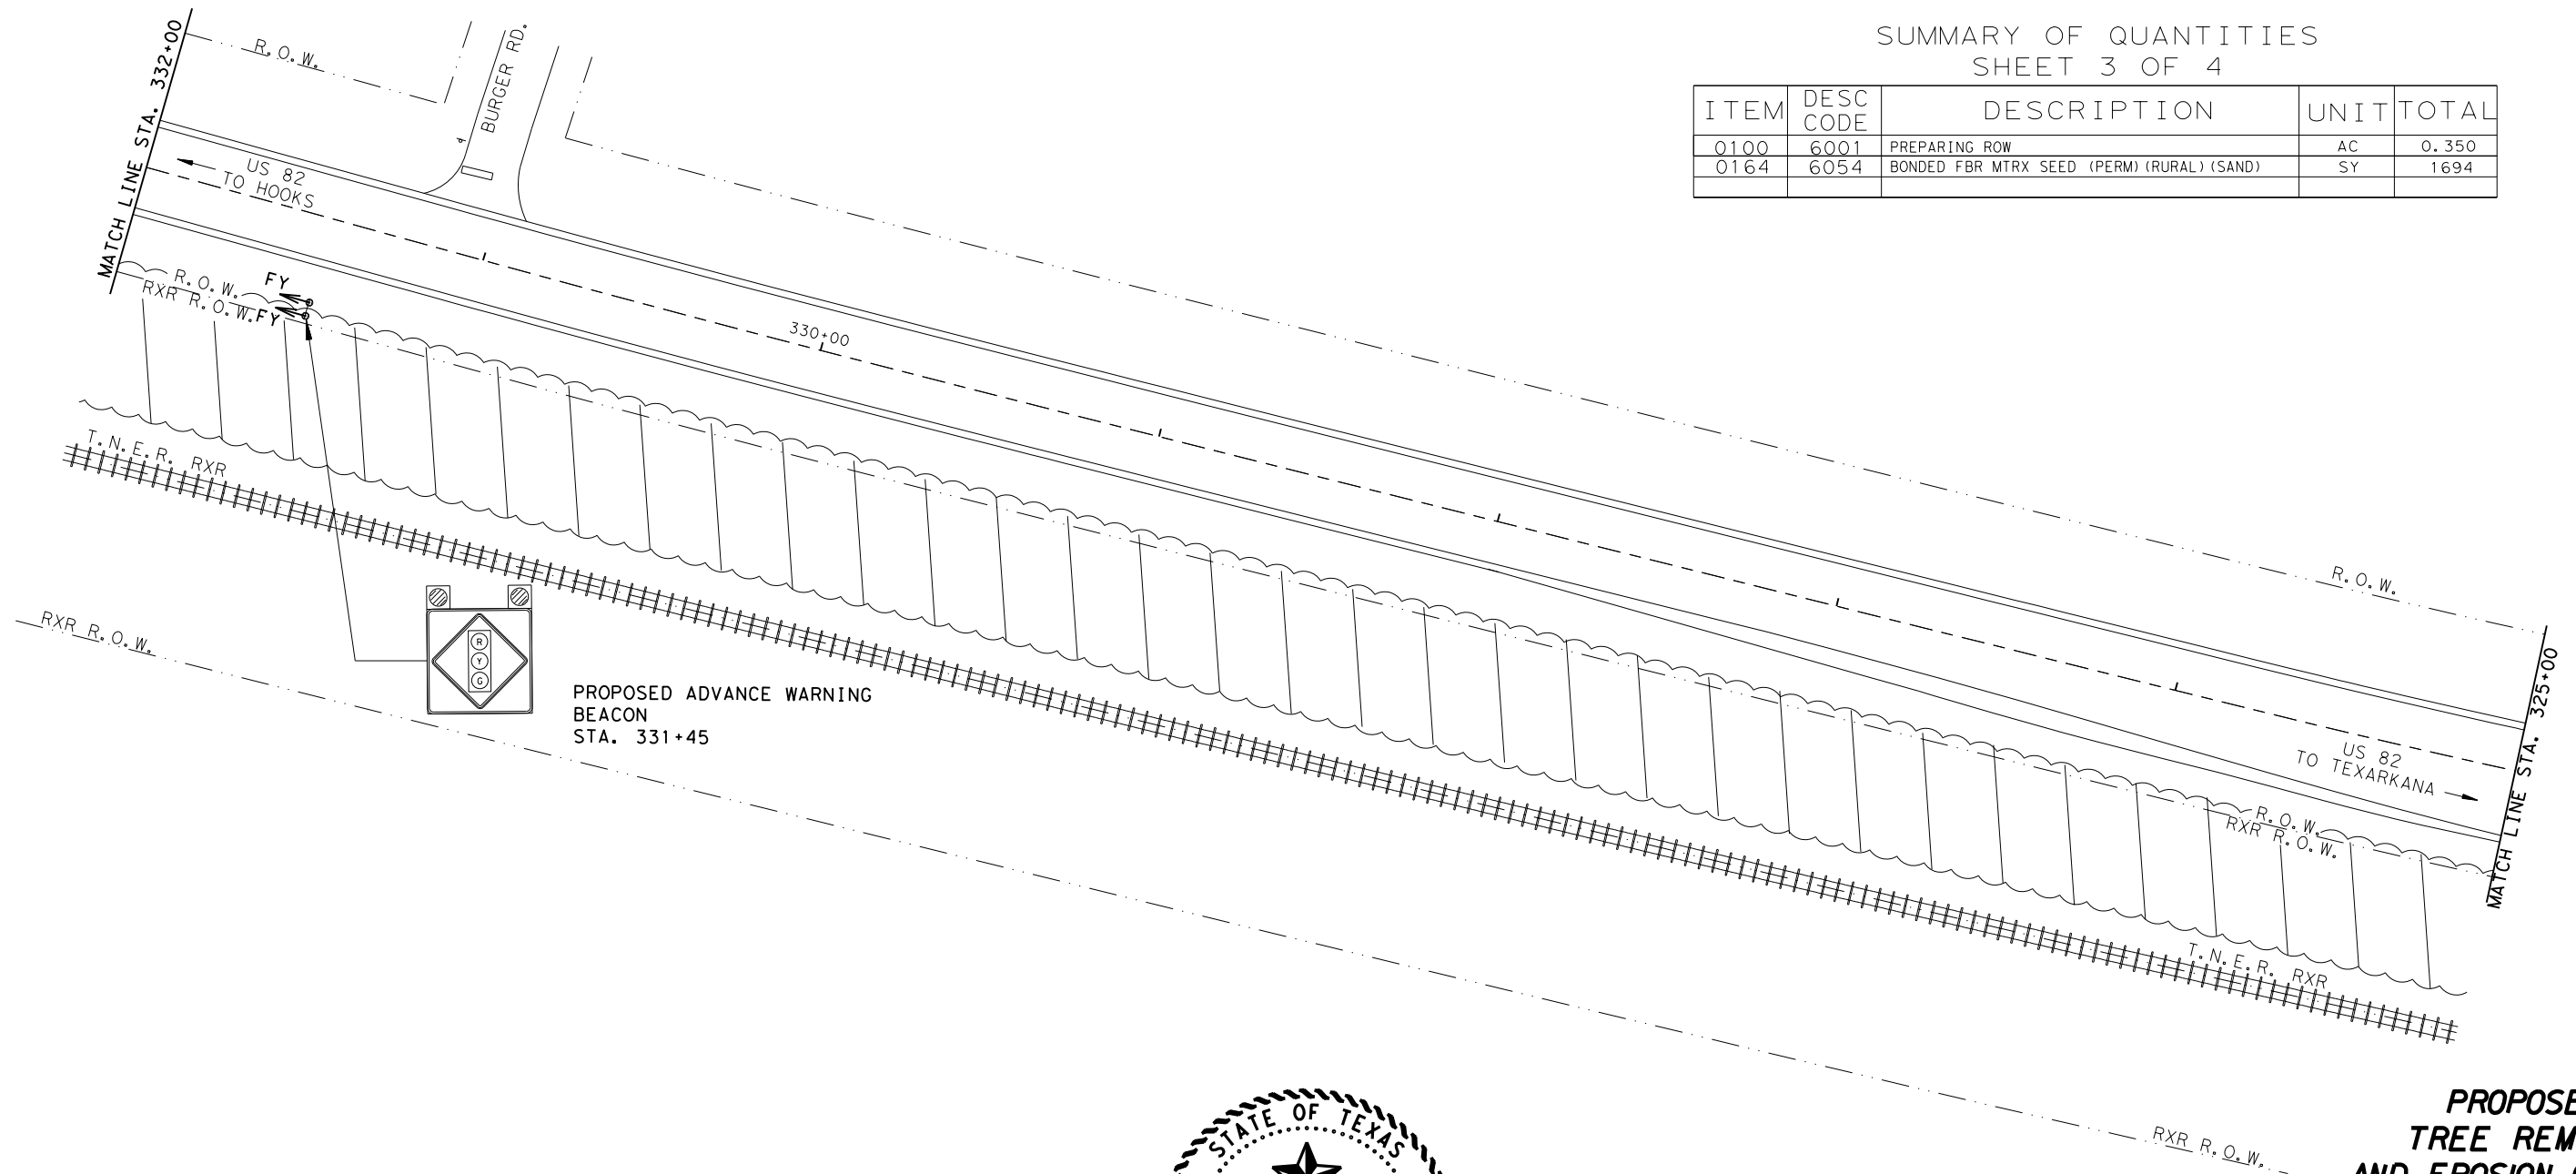 SUMMARY OF QUANTITIES
SHEET 3 OF 4
ITEM DESC CODE DESCRIPTION UNIT TOTAL
0100 6001 PREPARING ROW AC 0.350
0164 6054 BONDED FBR MTRX SEED (PERM)(RURAL)(SAND) SY 1694
MATCH LINE STA. 332+00
R.O.W.
BURGER RD.
US 82
TO HOOKS
R.O.W.
RXR R.O.W.
FY
FY
330+00
T.N.E.R. RXR
RXR R.O.W.
R
Y
G
PROPOSED ADVANCE WARNING
BEACON
STA. 331+45
R.O.W.
MATCH LINE STA. 325+00
US 82
TO TEXARKANA
R.O.W.
RXR R.O.W.
T.N.E.R. RXR
RXR R.O.W.
STATE OF TEXAS
PROPOSE
TREE REM
AND EROSION